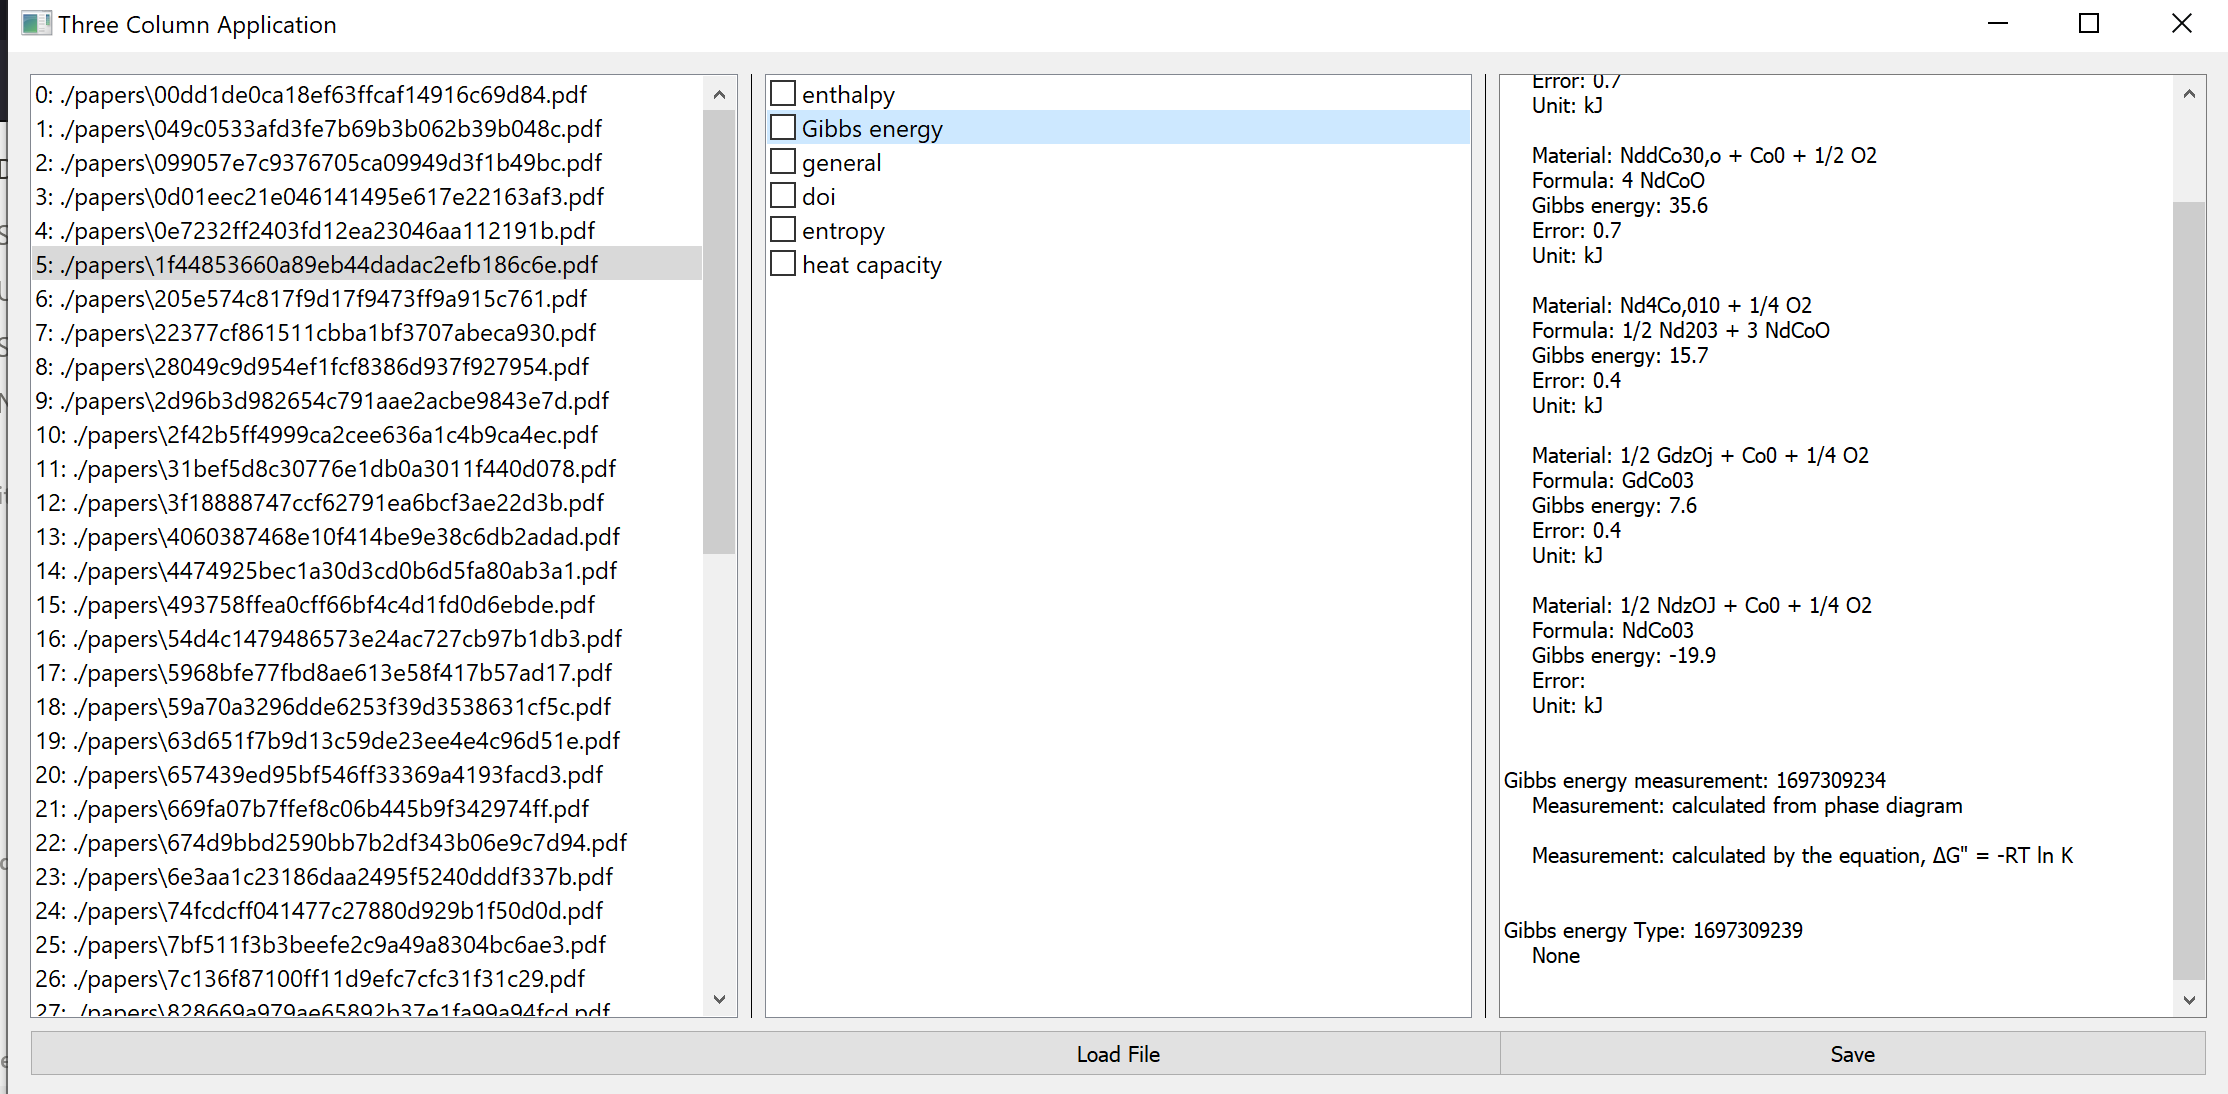 Three Column Application
0: ./papers\00dd1de0ca18ef63ffcaf14916c69d84.pdf
1: ./papers\049c0533afd3fe7b69b3b062b39b048c.pdf
2: ./papers\099057e7c9376705ca09949d3f1b49bc.pdf
3: ./papers\0d01eec21e046141495e617e22163af3.pdf
4: ./papers\0e7232ff2403fd12ea23046aa112191b.pdf
5: ./papers\1f44853660a89eb44dadac2efb186c6e.pdf
6: ./papers\205e574c817f9d17f9473ff9a915c761.pdf
7: ./papers\22377cf861511cbba1bf3707abeca930.pdf
8: ./papers\28049c9d954ef1fcf8386d937f927954.pdf
9: ./papers\2d96b3d982654c791aae2acbe9843e7d.pdf
10: ./papers\2f42b5ff4999ca2cee636a1c4b9ca4ec.pdf
11: ./papers\31bef5d8c30776e1db0a3011f440d078.pdf
12: ./papers\3f18888747ccf62791ea6bcf3ae22d3b.pdf
13: ./papers\4060387468e10f414be9e38c6db2adad.pdf
14: ./papers\4474925bec1a30d3cd0b6d5fa80ab3a1.pdf
15: ./papers\493758ffea0cff66bf4c4d1fd0d6ebde.pdf
16: ./papers\54d4c1479486573e24ac727cb97b1db3.pdf
17: ./papers\5968bfe77fbd8ae613e58f417b57ad17.pdf
18: ./papers\59a70a3296dde6253f39d3538631cf5c.pdf
19: ./papers\63d651f7b9d13c59de23ee4e4c96d51e.pdf
20: ./papers\657439ed95bf546ff33369a4193facd3.pdf
21: ./papers\669fa07b7ffef8c06b445b9f342974ff.pdf
22: ./papers\674d9bbd2590bb7b2df343b06e9c7d94.pdf
23: ./papers\6e3aa1c23186daa2495f5240dddf337b.pdf
24: ./papers\74fcdcff041477c27880d929b1f50d0d.pdf
25: ./papers\7bf511f3b3beefe2c9a49a8304bc6ae3.pdf
26: ./papers\7c136f87100ff11d9efc7cfc31f31c29.pdf
27: ./papers\828669a979ae65892b37e1fa99a94fcd.pdf
enthalpy
Gibbs energy
general
doi
entropy
heat capacity
Error: 0.7
Unit: kJ
Material: NddCo30,o + Co0 + 1/2 O2
Formula: 4 NdCoO
Gibbs energy: 35.6
Error: 0.7
Unit: kJ
Material: Nd4Co,010 + 1/4 O2
Formula: 1/2 Nd203 + 3 NdCoO
Gibbs energy: 15.7
Error: 0.4
Unit: kJ
Material: 1/2 GdzOj + Co0 + 1/4 O2
Formula: GdCo03
Gibbs energy: 7.6
Error: 0.4
Unit: kJ
Material: 1/2 NdzOJ + Co0 + 1/4 O2
Formula: NdCo03
Gibbs energy: -19.9
Error:
Unit: kJ
Gibbs energy measurement: 1697309234
Measurement: calculated from phase diagram
Measurement: calculated by the equation, ΔG" = -RT ln K
Gibbs energy Type: 1697309239
None
Load File
Save